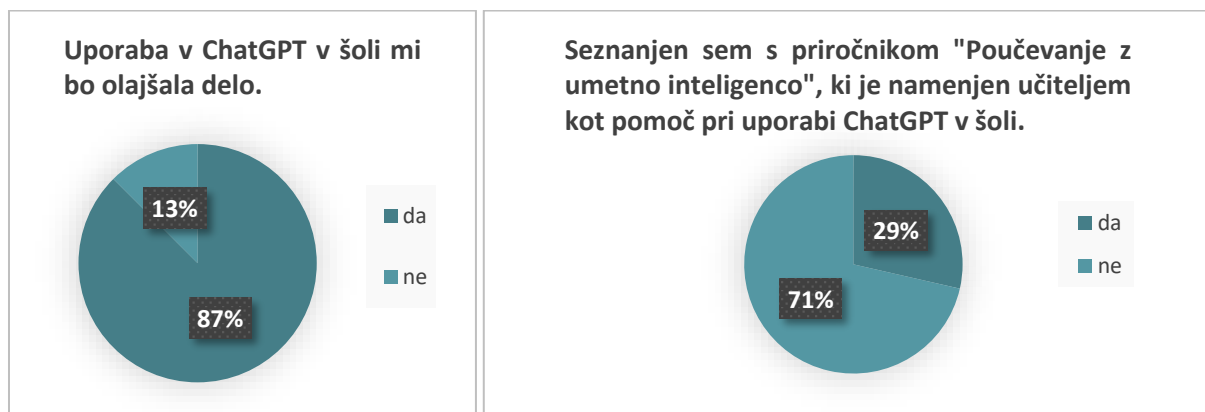 Uporaba v ChatGPT v šoli mi
bo olajšala delo.
13%
87%
da
ne
Seznanjen sem s priročnikom "Poučevanje z
umetno inteligenco", ki je namenjen učiteljem
kot pomoč pri uporabi ChatGPT v šoli.
29%
71%
da
ne